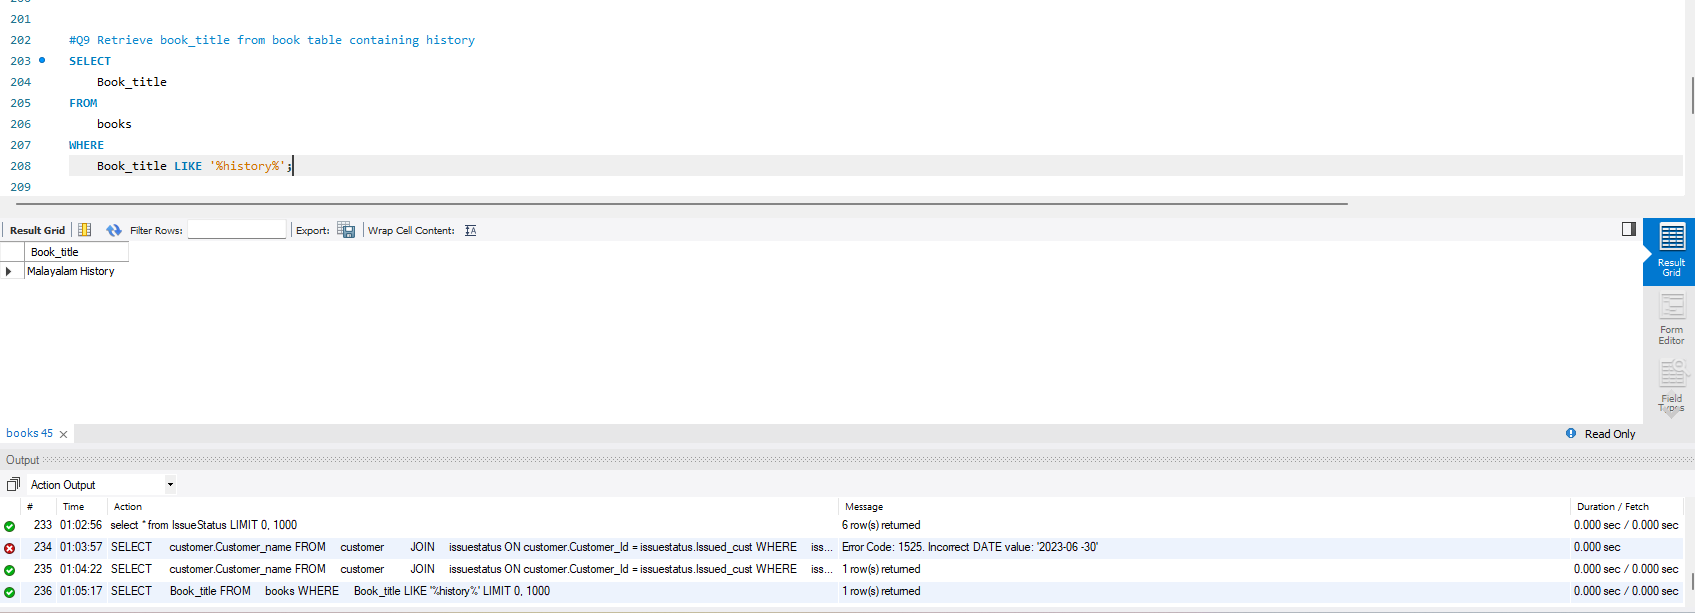 201
202 #Q9 Retrieve book_title from book table containing history
203 SELECT
204 Book_title
205 FROM
206 books
207 WHERE
208 Book_title LIKE '%history%';
209
Result Grid Filter Rows: Export: Wrap Cell Content:
Book_title
Malayalam History
Result Grid
Form Editor
Field Types
books 45
Read Only
Output
Action Output
# Time Action Message Duration / Fetch
233 01:02:56 select * from IssueStatus LIMIT 0, 1000 6 row(s) returned 0.000 sec / 0.000 sec
234 01:03:57 SELECT customer.Customer_name FROM customer JOIN issuestatus ON customer.Customer_Id = issuestatus.Issued_cust WHERE iss... Error Code: 1525. Incorrect DATE value: '2023-06 -30' 0.000 sec
235 01:04:22 SELECT customer.Customer_name FROM customer JOIN issuestatus ON customer.Customer_Id = issuestatus.Issued_cust WHERE iss... 1 row(s) returned 0.000 sec / 0.000 sec
236 01:05:17 SELECT Book_title FROM books WHERE Book_title LIKE '%history%' LIMIT 0, 1000 1 row(s) returned 0.000 sec / 0.000 sec